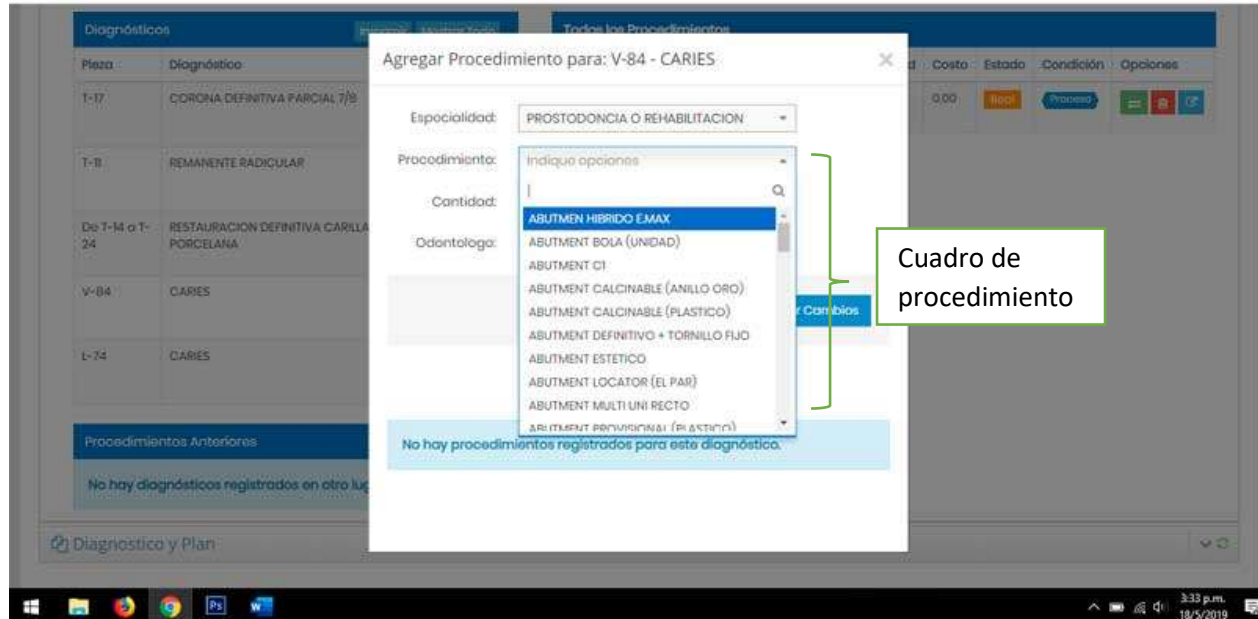 Diagnósticos Imprimir Mostrar Todo
Todos los Procedimientos
Pieza Diagnóstico
Costo Estado Condición Opciones
T-17 CORONA DEFINITIVA PARCIAL 7/8
0,00 Real Proceso
T-11 REMANENTE RADICULAR
De T-14 a T-24 RESTAURACION DEFINITIVA CARILLA
PORCELANA
V-84 CARIES
L-74 CARIES
Procedimientos Anteriores
No hay diagnósticos registrados en otro lug
Agregar Procedimiento para: V-84 - CARIES ×
Especialidad: PROSTODONCIA O REHABILITACION
Procedimiento: Indique opciones
Cantidad:
Odontologo:
ABUTMEN HIBRIDO E.MAX
ABUTMENT BOLA (UNIDAD)
ABUTMENT C1
ABUTMENT CALCINABLE (ANILLO ORO)
ABUTMENT CALCINABLE (PLASTICO)
ABUTMENT DEFINITIVO + TORNILLO FIJO
ABUTMENT ESTETICO
ABUTMENT LOCATOR (EL PAR)
ABUTMENT MULTI UNI RECTO
ABUTMENT PROVISIONAL (PLASTICO)
r Cambios
No hay procedimientos registrados para este diagnóstico.
Cuadro de
procedimiento
Diagnostico y Plan
Ps
3:33 p.m.
18/5/2019